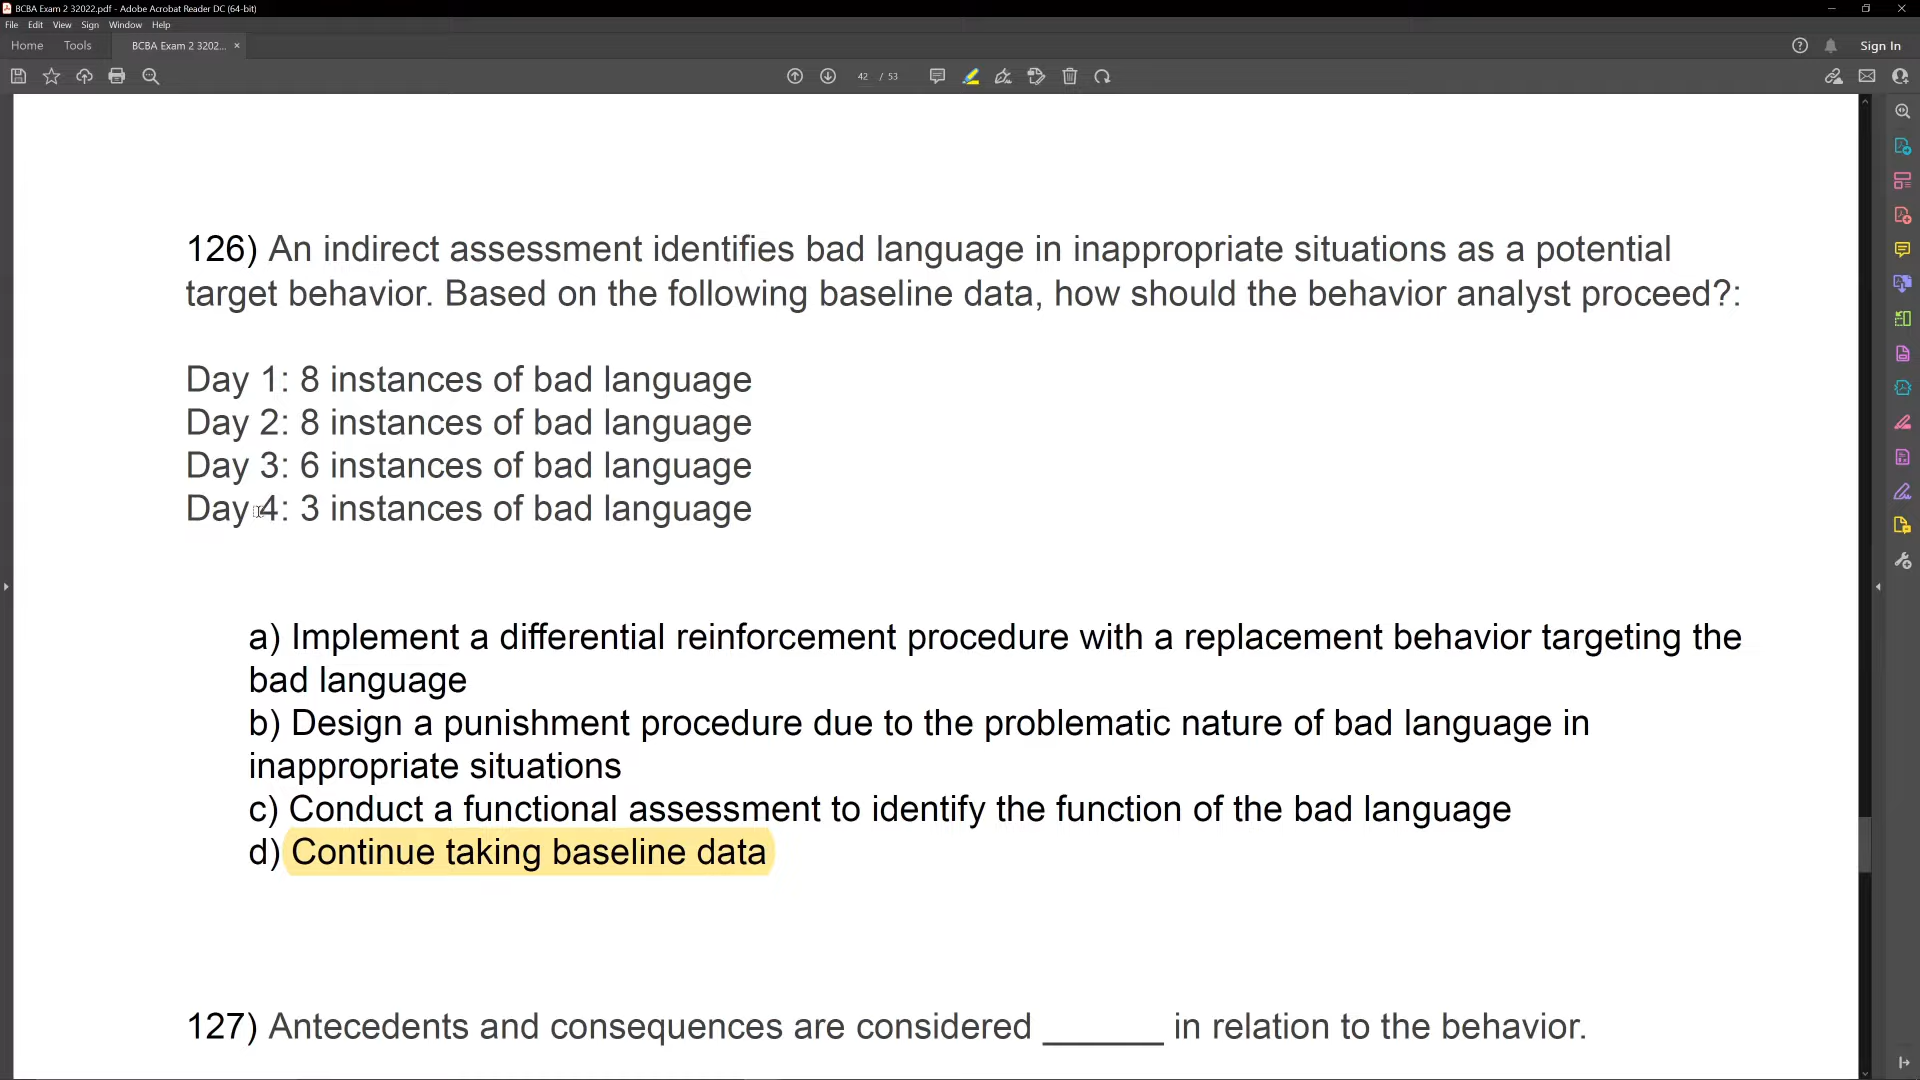 BCBA Exam 2 32022.pdf - Adobe Acrobat Reader DC (64-bit)
File Edit View Sign Window Help
Home Tools BCBA Exam 2 3202... × Sign In
42 / 53
126) An indirect assessment identifies bad language in inappropriate situations as a potential
target behavior. Based on the following baseline data, how should the behavior analyst proceed?:
Day 1: 8 instances of bad language
Day 2: 8 instances of bad language
Day 3: 6 instances of bad language
Day 4: 3 instances of bad language
a) Implement a differential reinforcement procedure with a replacement behavior targeting the
bad language
b) Design a punishment procedure due to the problematic nature of bad language in
inappropriate situations
c) Conduct a functional assessment to identify the function of the bad language
d) Continue taking baseline data
127) Antecedents and consequences are considered ______ in relation to the behavior.